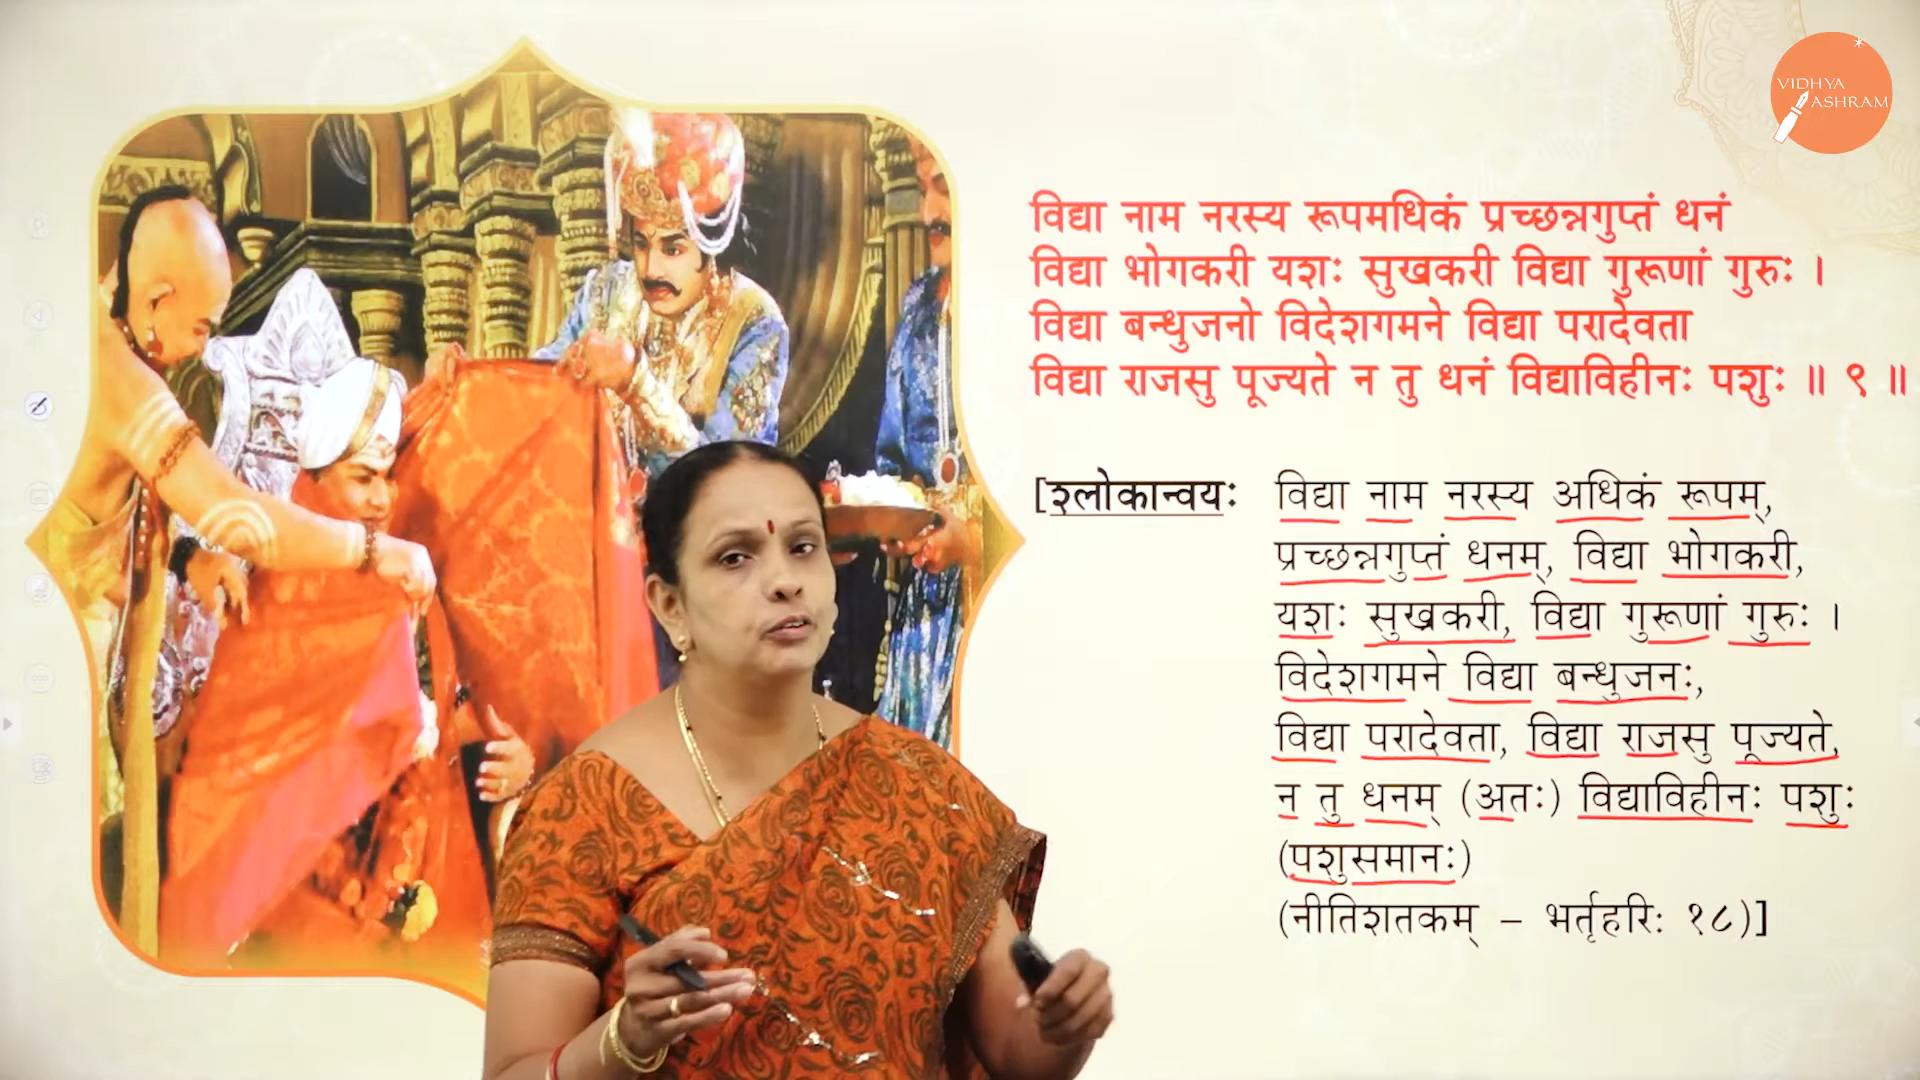 VIDHYA
ASHRAM
विद्या नाम नरस्य रूपमधिकं प्रच्छन्नगुप्तं धनं
विद्या भोगकरी यशः सुखकरी विद्या गुरूणां गुरुः ।
विद्या बन्धुजनो विदेशगमने विद्या परादेवता
विद्या राजसु पूज्यते न तु धनं विद्याविहीनः पशुः ॥ ९ ॥
[श्लोकान्वयः विद्या नाम नरस्य अधिकं रूपम्,
प्रच्छन्नगुप्तं धनम्, विद्या भोगकरी,
यशः सुखकरी, विद्या गुरूणां गुरुः ।
विदेशगमने विद्या बन्धुजनः,
विद्या परादेवता, विद्या राजसु पूज्यते,
न तु धनम् (अतः) विद्याविहीनः पशुः
(पशुसमानः)
(नीतिशतकम् – भर्तृहरिः १८)]